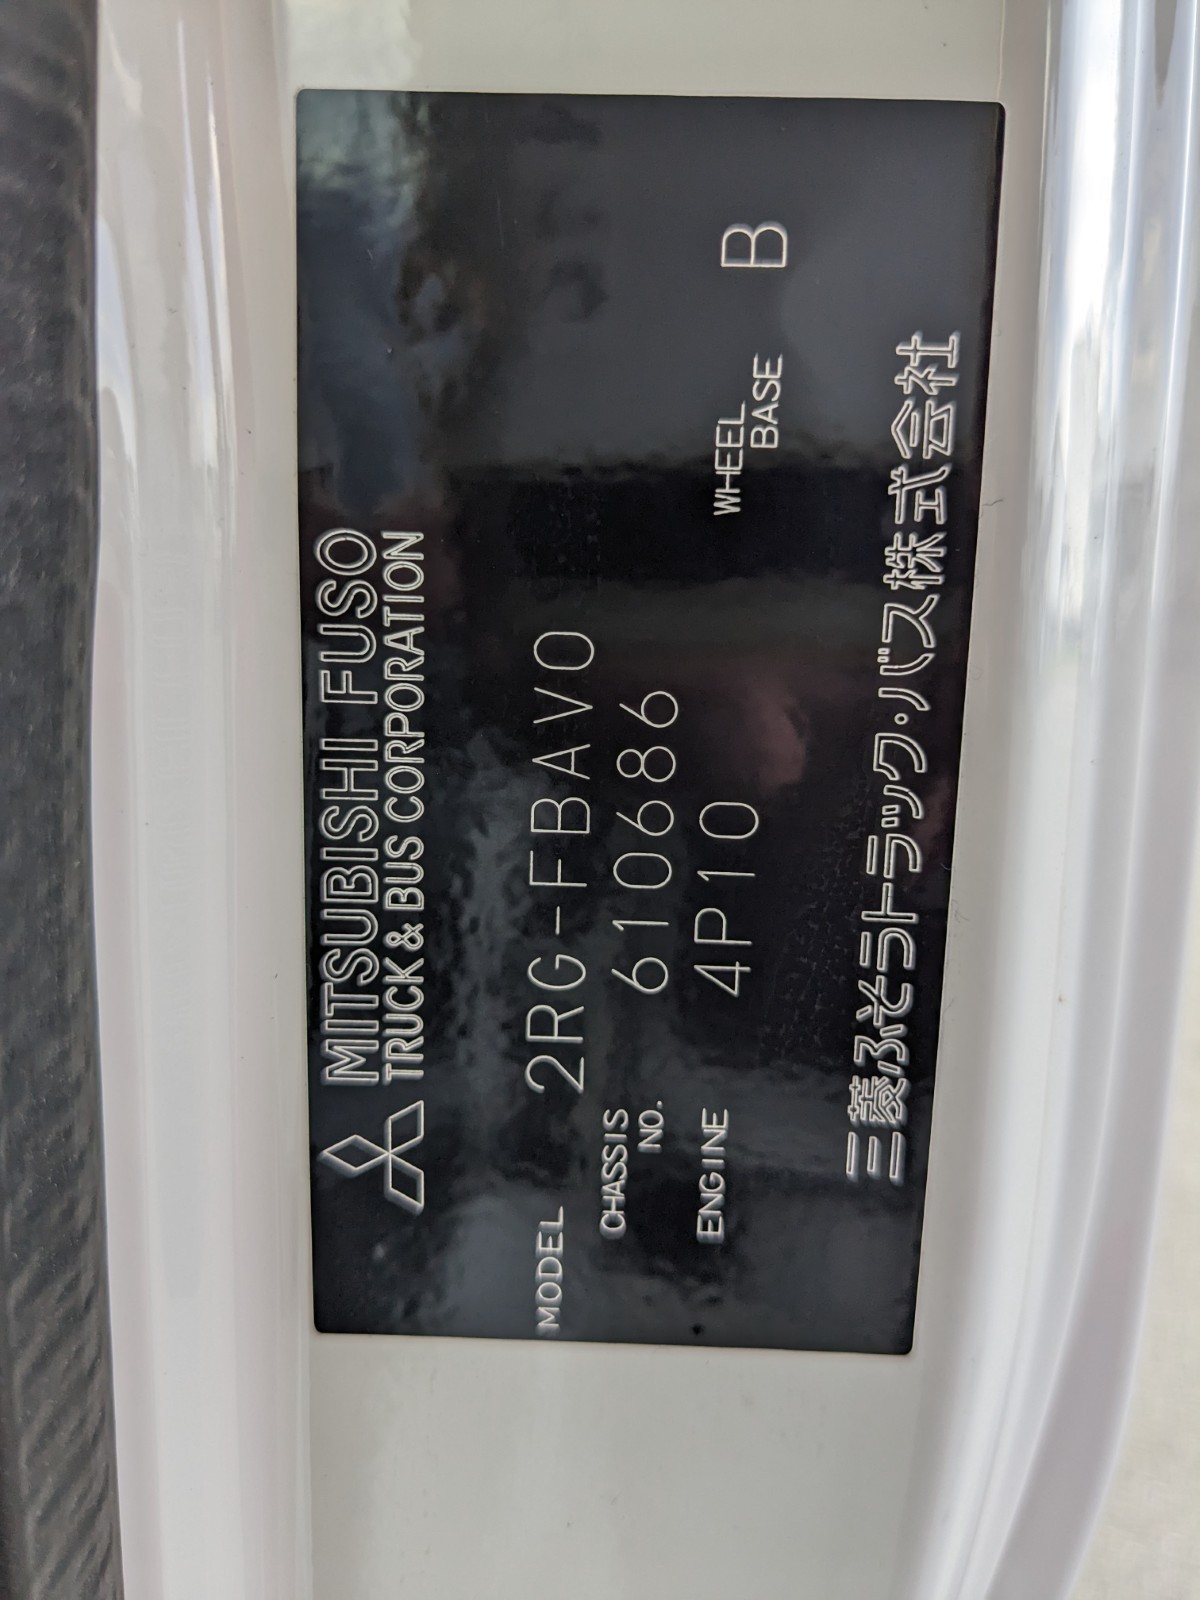 MITSUBISHI FUSO
TRUCK & BUS CORPORATION
MODEL 2RG-FBAV0
CHASSIS NO. 610686
ENGINE 4P10
WHEEL BASE B
三菱ふそうトラック・バス株式会社